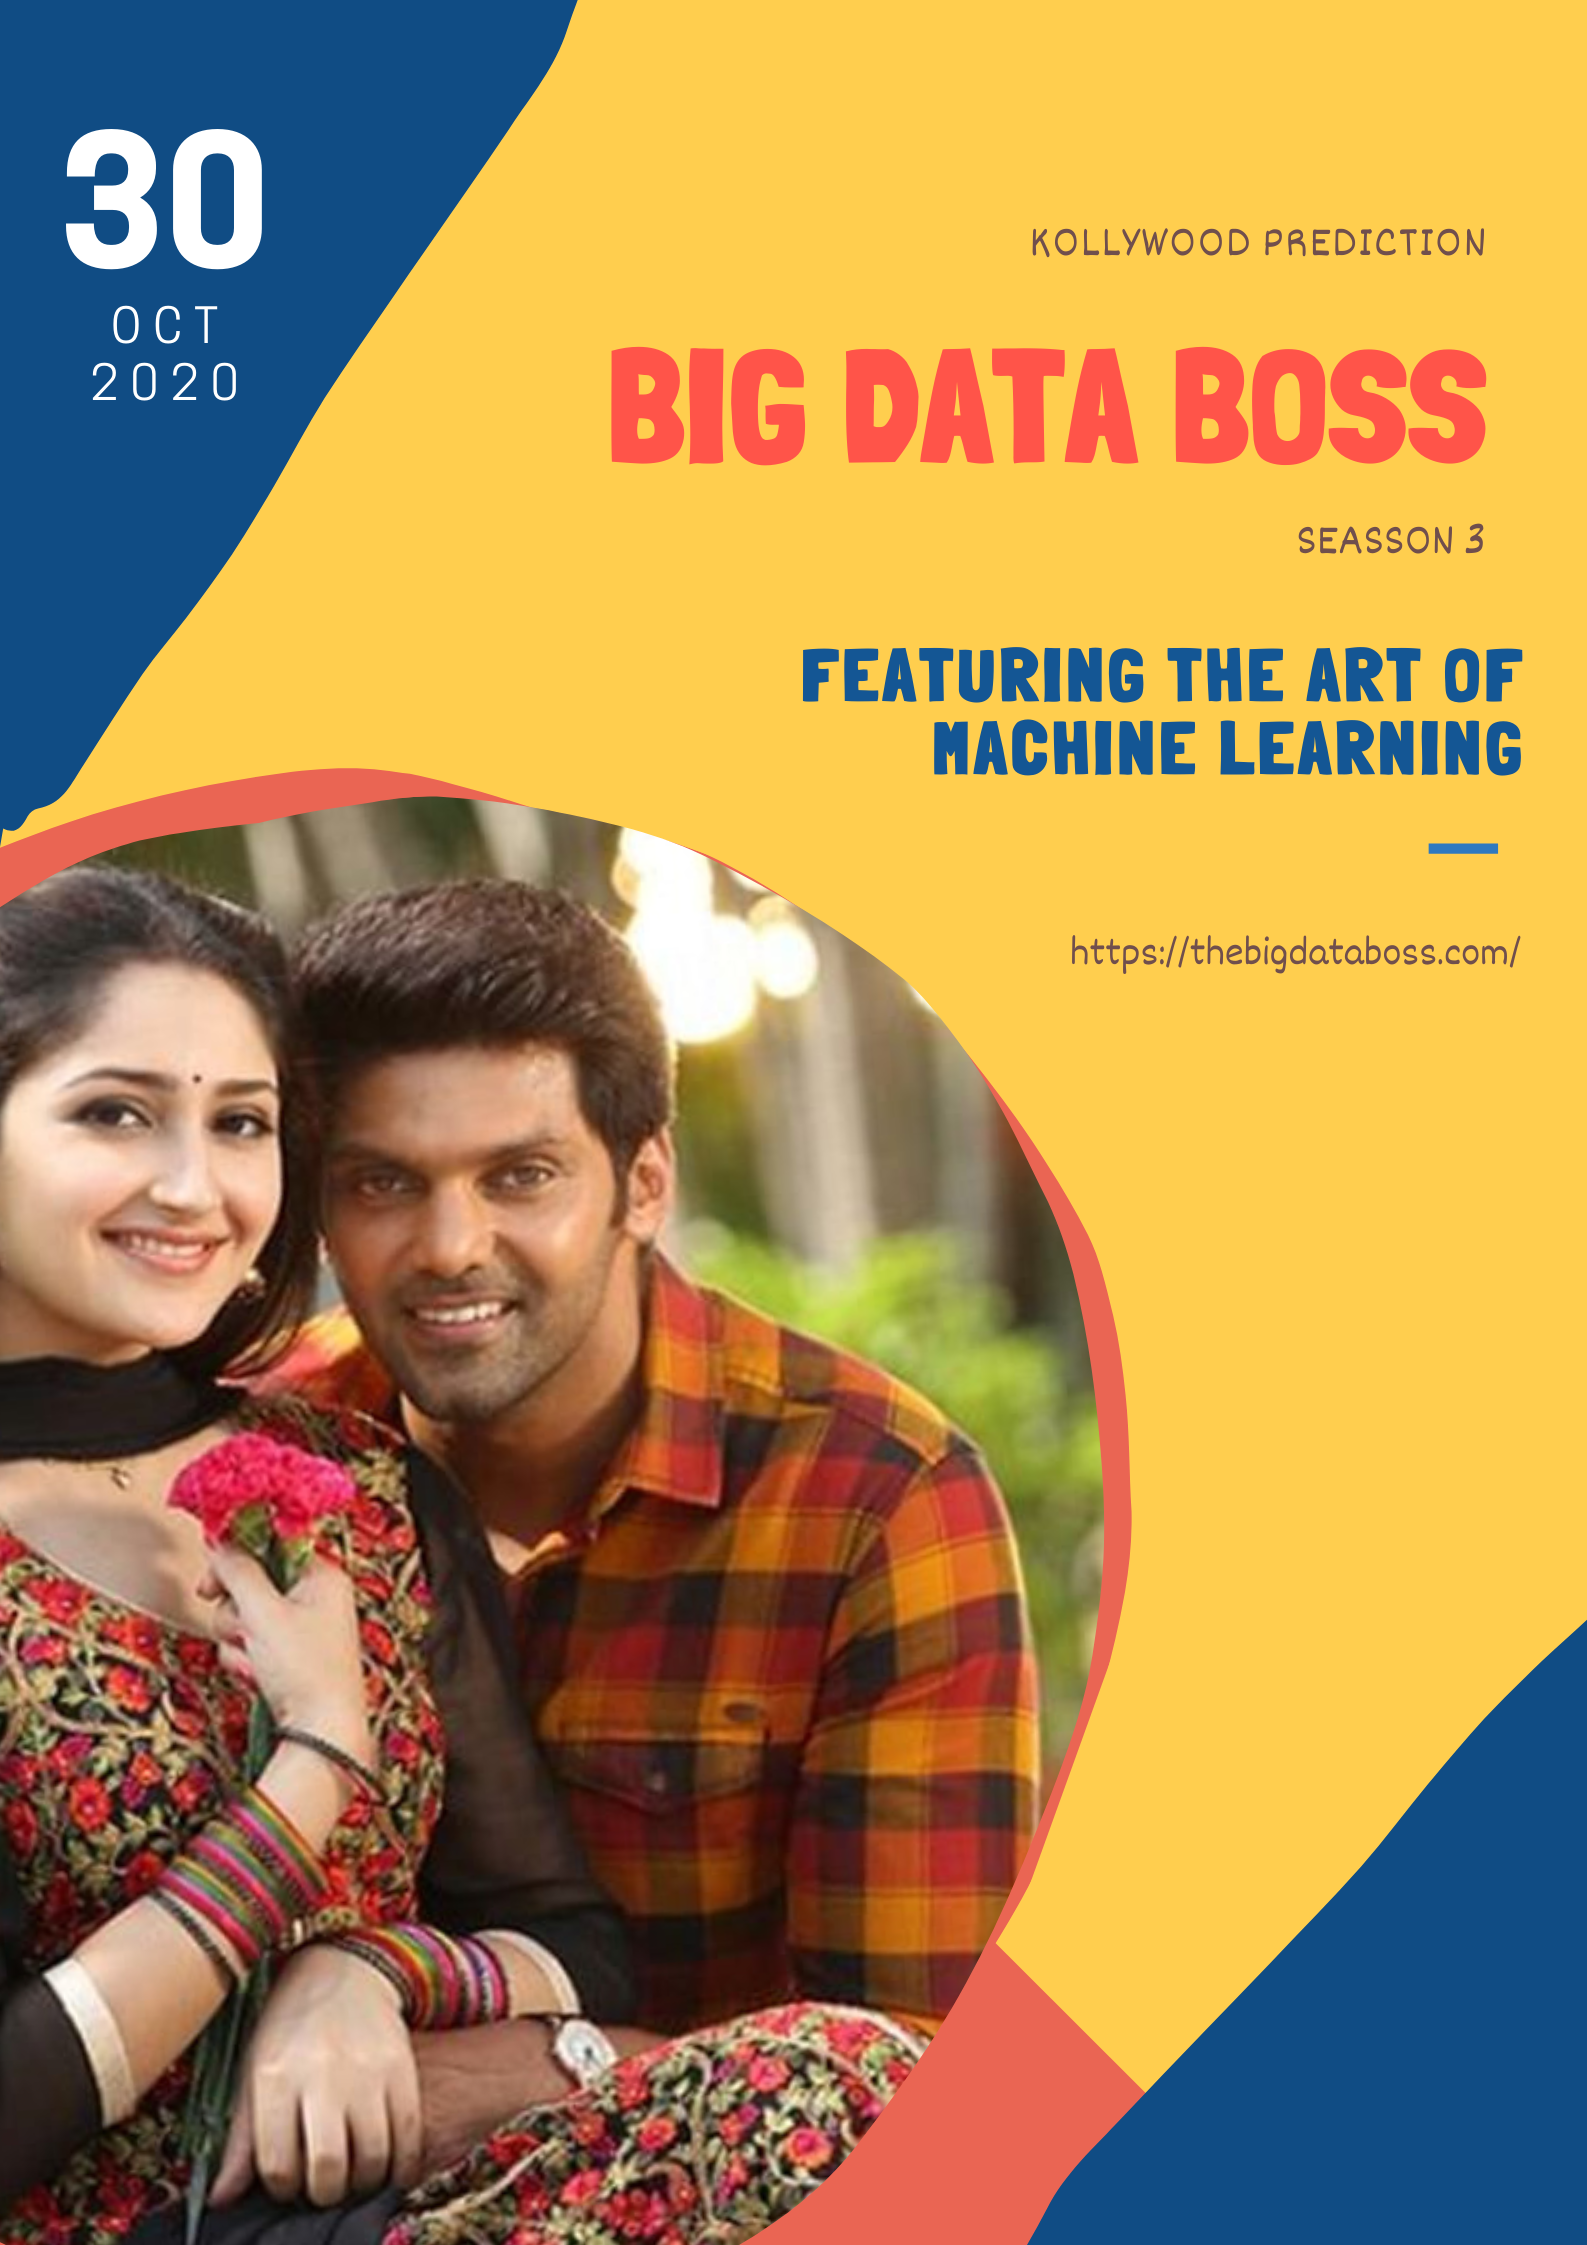 30
OCT
2020
KOLLYWOOD PREDICTION
BIG DATA BOSS
SEASSON 3
FEATURING THE ART OF
MACHINE LEARNING
https://thebigdataboss.com/